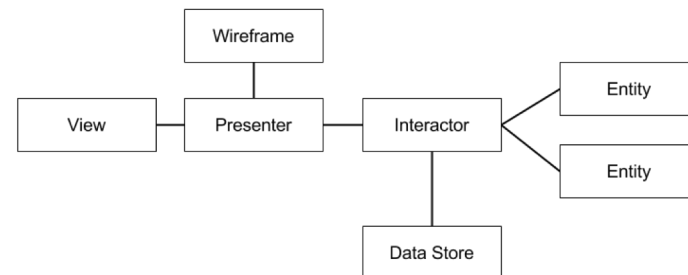 Wireframe
Entity
View
Presenter
Interactor
Entity
Data Store